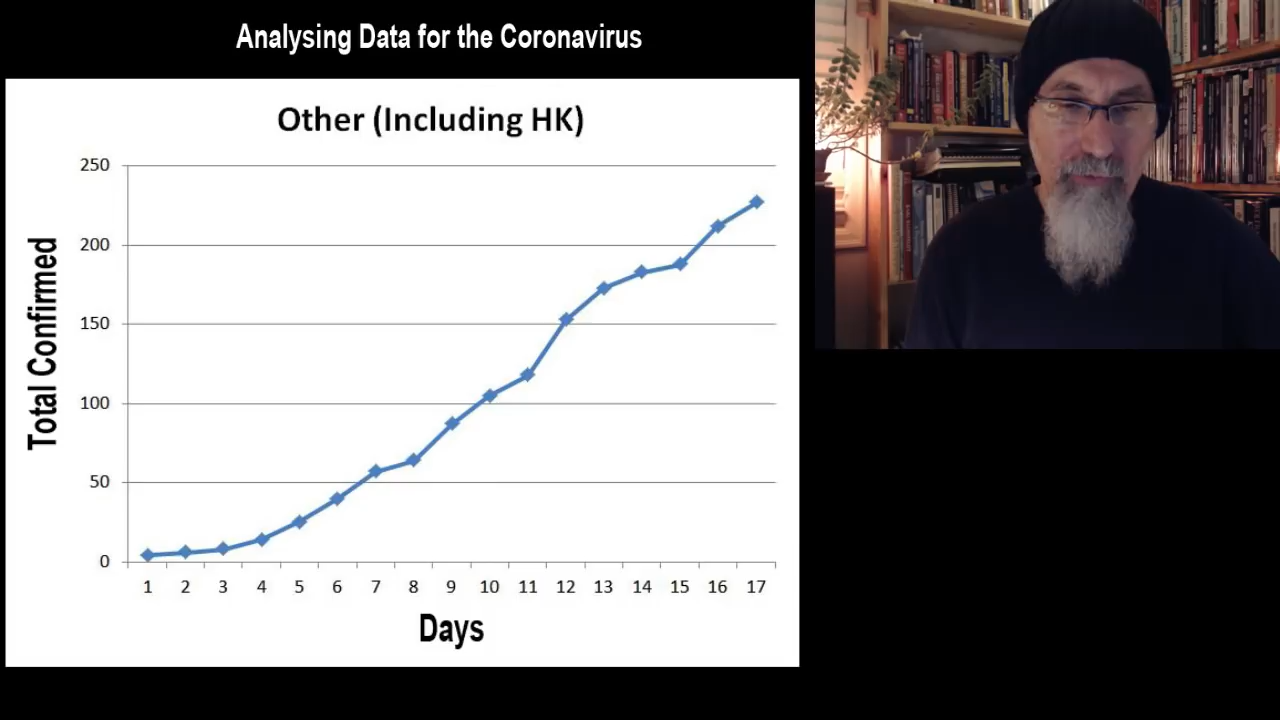 Analysing Data for the Coronavirus
Other (Including HK)
250
200
150
100
50
0
Total Confirmed
1 2 3 4 5 6 7 8 9 10 11 12 13 14 15 16 17
Days